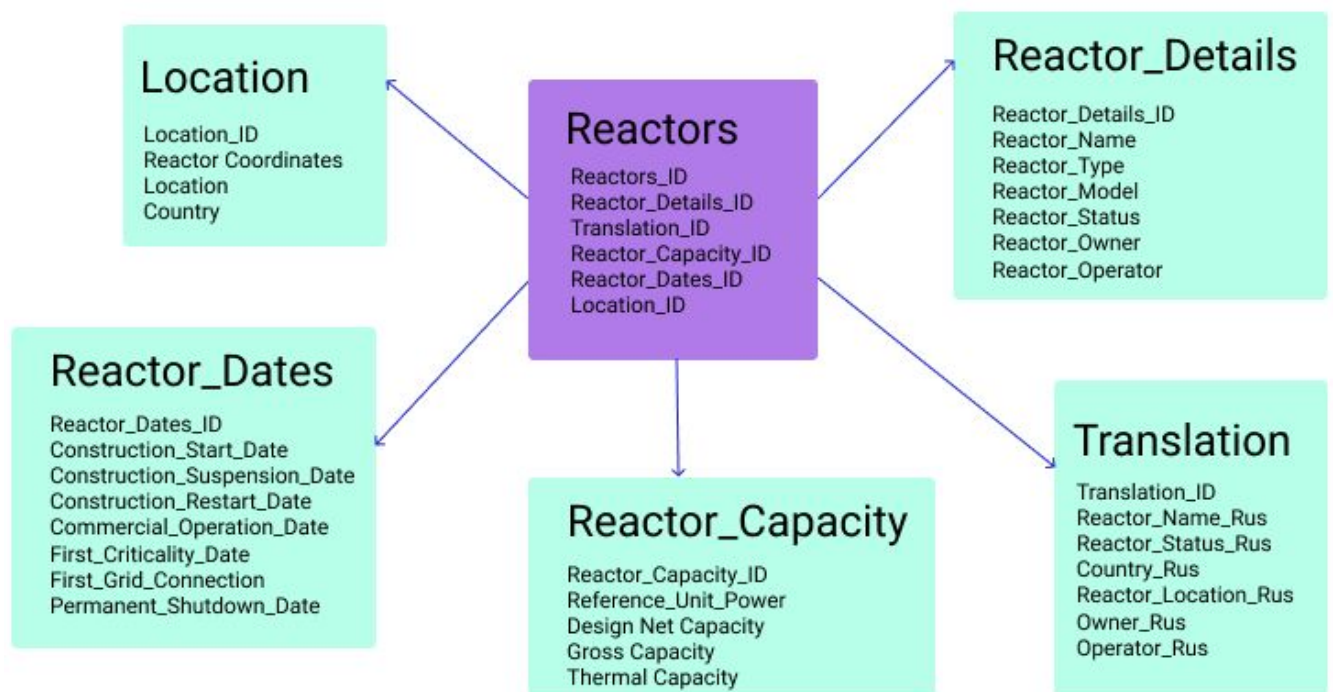 Location
Location_ID
Reactor Coordinates
Location
Country
Reactors
Reactors_ID
Reactor_Details_ID
Translation_ID
Reactor_Capacity_ID
Reactor_Dates_ID
Location_ID
Reactor_Details
Reactor_Details_ID
Reactor_Name
Reactor_Type
Reactor_Model
Reactor_Status
Reactor_Owner
Reactor_Operator
Reactor_Dates
Reactor_Dates_ID
Construction_Start_Date
Construction_Suspension_Date
Construction_Restart_Date
Commercial_Operation_Date
First_Criticality_Date
First_Grid_Connection
Permanent_Shutdown_Date
Reactor_Capacity
Reactor_Capacity_ID
Reference_Unit_Power
Design Net Capacity
Gross Capacity
Thermal Capacity
Translation
Translation_ID
Reactor_Name_Rus
Reactor_Status_Rus
Country_Rus
Reactor_Location_Rus
Owner_Rus
Operator_Rus